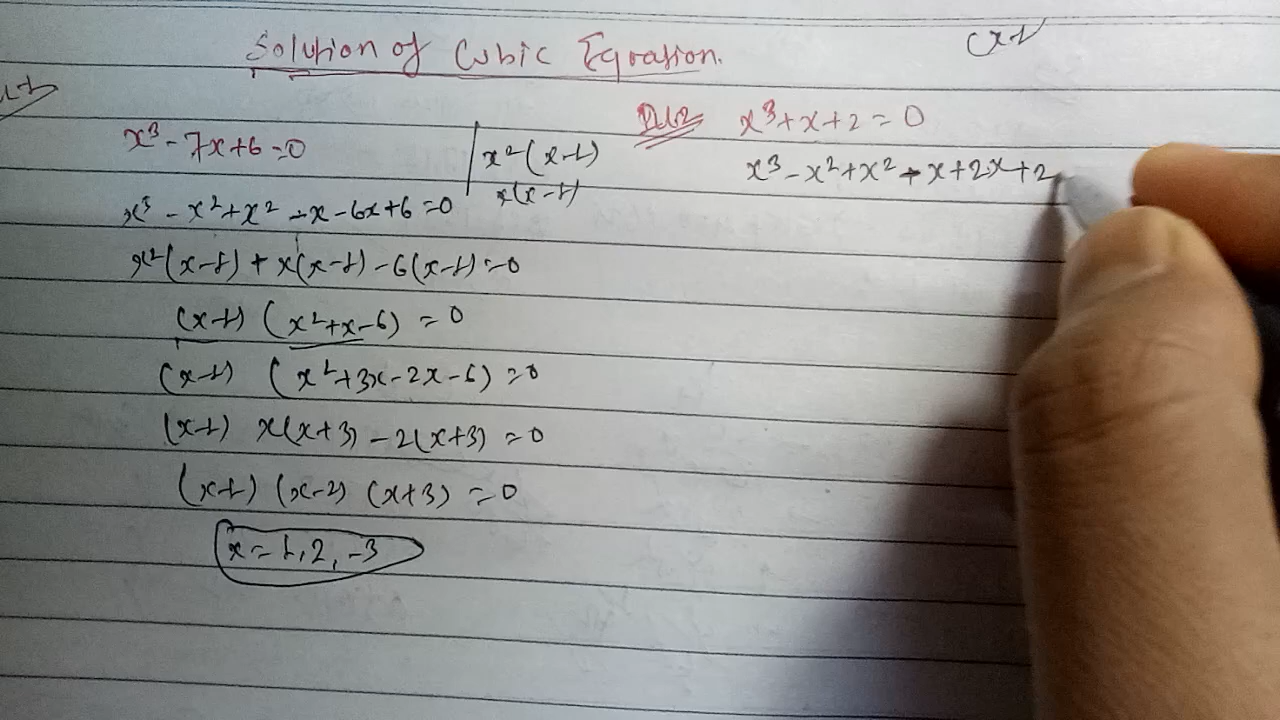 Solution of Cubic Equation.
(x-1
x³ - 7x + 6 = 0
x²(x-1)
x(x-1)
x³ - x² + x² - x - 6x + 6 = 0
x²(x-1) + x(x-1) - 6(x-1) = 0
(x-1) (x² + x - 6) = 0
(x-1) (x² + 3x - 2x - 6) = 0
(x-1) x(x+3) - 2(x+3) = 0
(x-1) (x-2) (x+3) = 0
x = 1, 2, -3
x³ + x + 2 = 0
x³ - x² + x² - x + 2x + 2